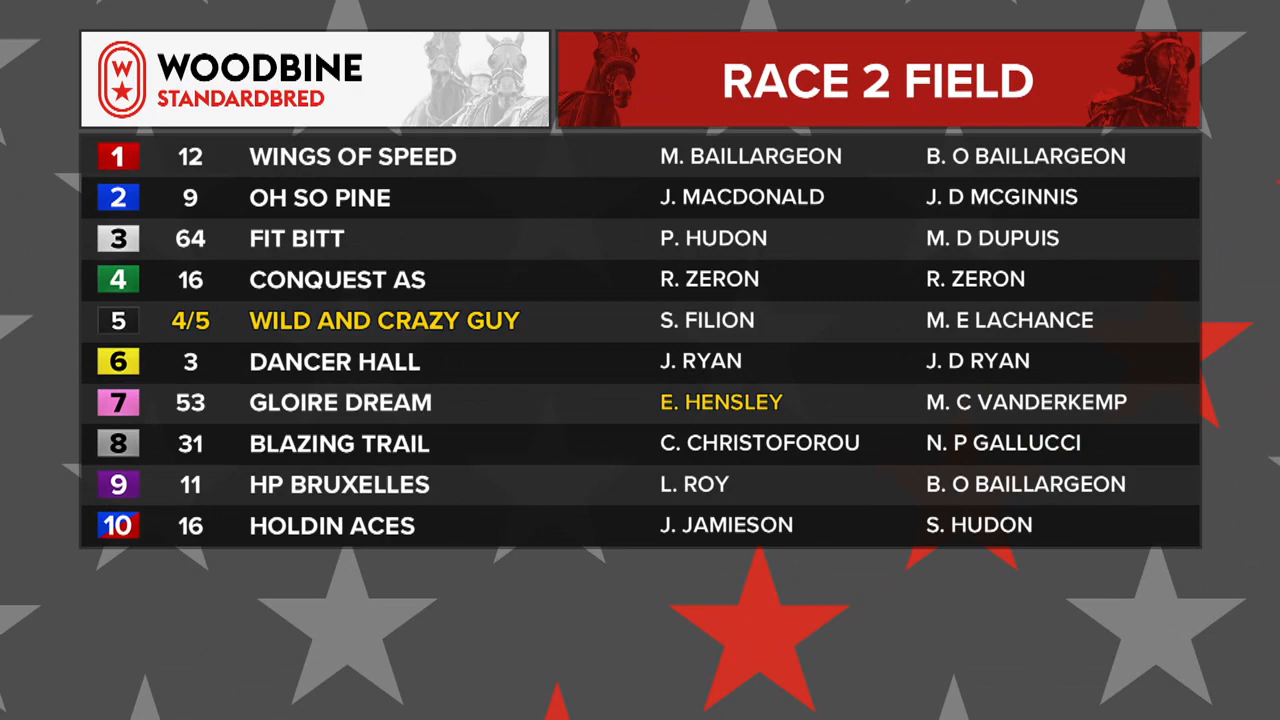 W
WOODBINE
STANDARDBRED
RACE 2 FIELD
1 12 WINGS OF SPEED M. BAILLARGEON B. O BAILLARGEON
2 9 OH SO PINE J. MACDONALD J. D MCGINNIS
3 64 FIT BITT P. HUDON M. D DUPUIS
4 16 CONQUEST AS R. ZERON R. ZERON
5 4/5 WILD AND CRAZY GUY S. FILION M. E LACHANCE
6 3 DANCER HALL J. RYAN J. D RYAN
7 53 GLOIRE DREAM E. HENSLEY M. C VANDERKEMP
8 31 BLAZING TRAIL C. CHRISTOFOROU N. P GALLUCCI
9 11 HP BRUXELLES L. ROY B. O BAILLARGEON
10 16 HOLDIN ACES J. JAMIESON S. HUDON